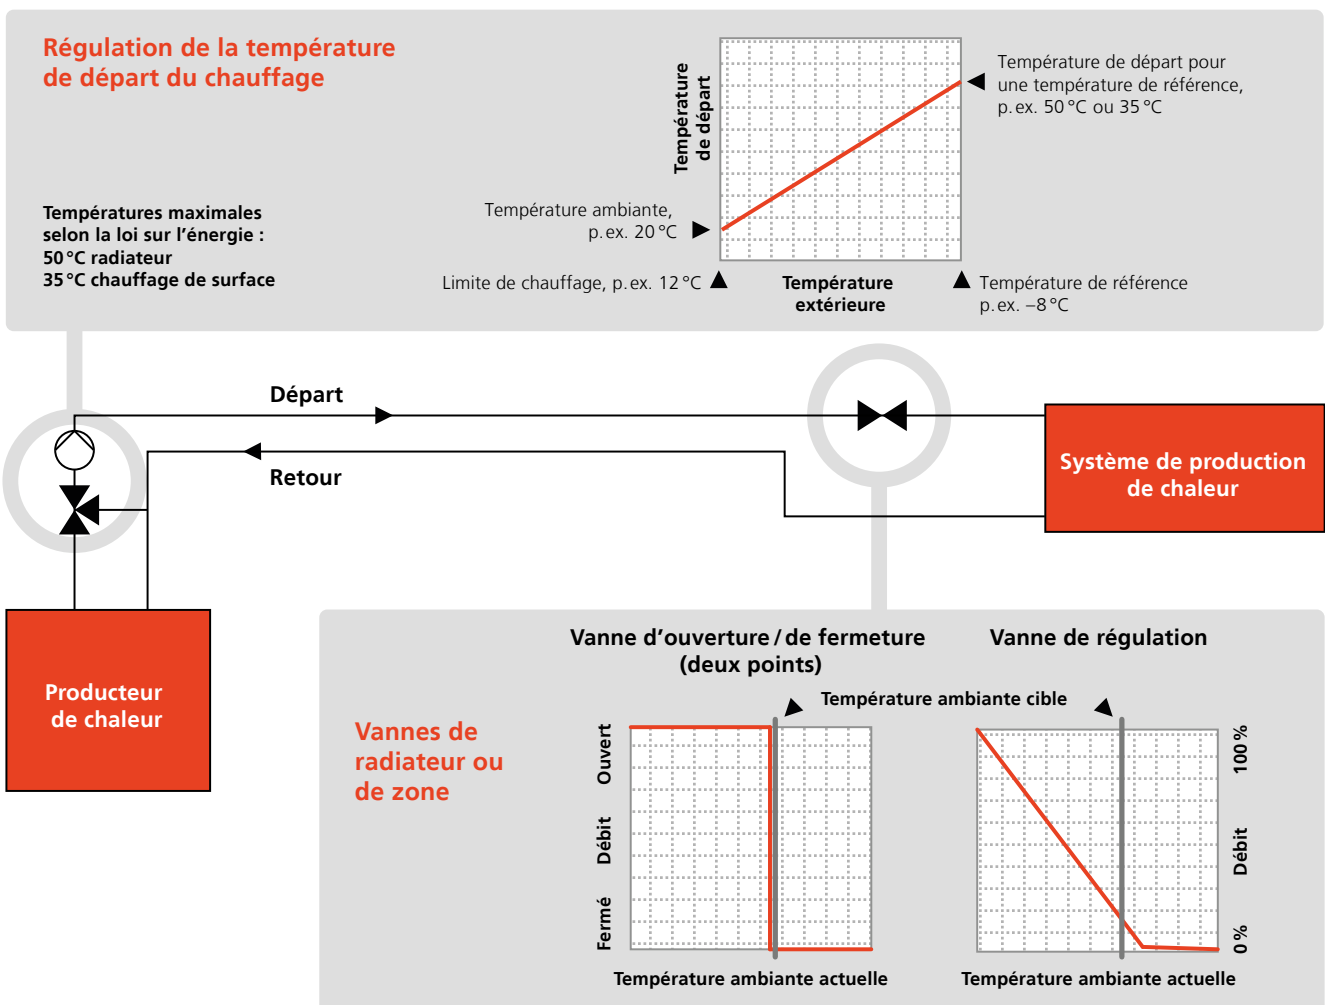 Régulation de la température
de départ du chauffage
Températures maximales
selon la loi sur l’énergie :
50 °C radiateur
35 °C chauffage de surface
Température
de départ
Température de départ pour
une température de référence,
p. ex. 50 °C ou 35 °C
Température ambiante,
p. ex. 20 °C
Limite de chauffage, p. ex. 12 °C
Température
extérieure
Température de référence
p. ex. –8 °C
Départ
Retour
Système de production
de chaleur
Producteur
de chaleur
Vannes de
radiateur ou
de zone
Vanne d’ouverture / de fermeture
(deux points)
Vanne de régulation
Température ambiante cible
Ouvert
Débit
Fermé
Température ambiante actuelle
100 %
Débit
0 %
Température ambiante actuelle